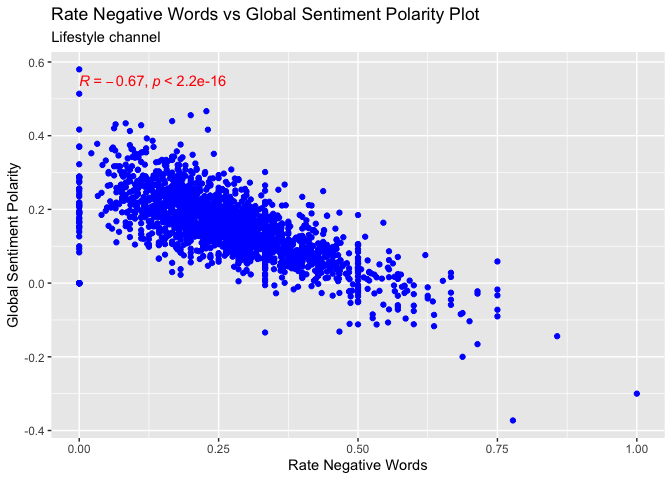 Rate Negative Words vs Global Sentiment Polarity Plot
Lifestyle channel
R = −0.67, p < 2.2e-16
Global Sentiment Polarity
0.6
0.4
0.2
0.0
-0.2
-0.4
0.00 0.25 0.50 0.75 1.00
Rate Negative Words